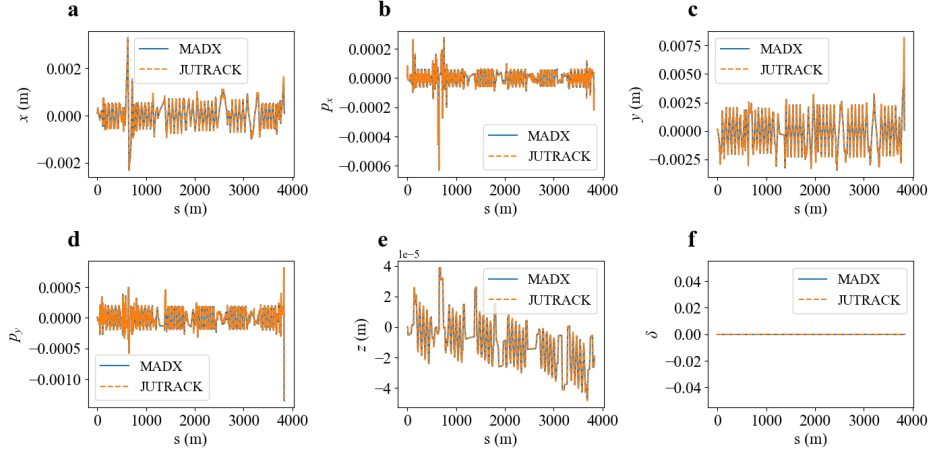 a
MADX
JUTRACK
0.002
0.000
−0.002
x (m)
0 1000 2000 3000 4000
s (m)
b
0.0002
0.0000
−0.0002
−0.0004
−0.0006
p_x
MADX
JUTRACK
0 1000 2000 3000 4000
s (m)
c
MADX
JUTRACK
0.0075
0.0050
0.0025
0.0000
−0.0025
y (m)
0 1000 2000 3000 4000
s (m)
d
0.0005
0.0000
−0.0005
−0.0010
p_y
MADX
JUTRACK
0 1000 2000 3000 4000
s (m)
e
1e−5
MADX
JUTRACK
4
2
0
−2
−4
z (m)
0 1000 2000 3000 4000
s (m)
f
MADX
JUTRACK
0.04
0.02
0.00
−0.02
−0.04
δ
0 1000 2000 3000 4000
s (m)